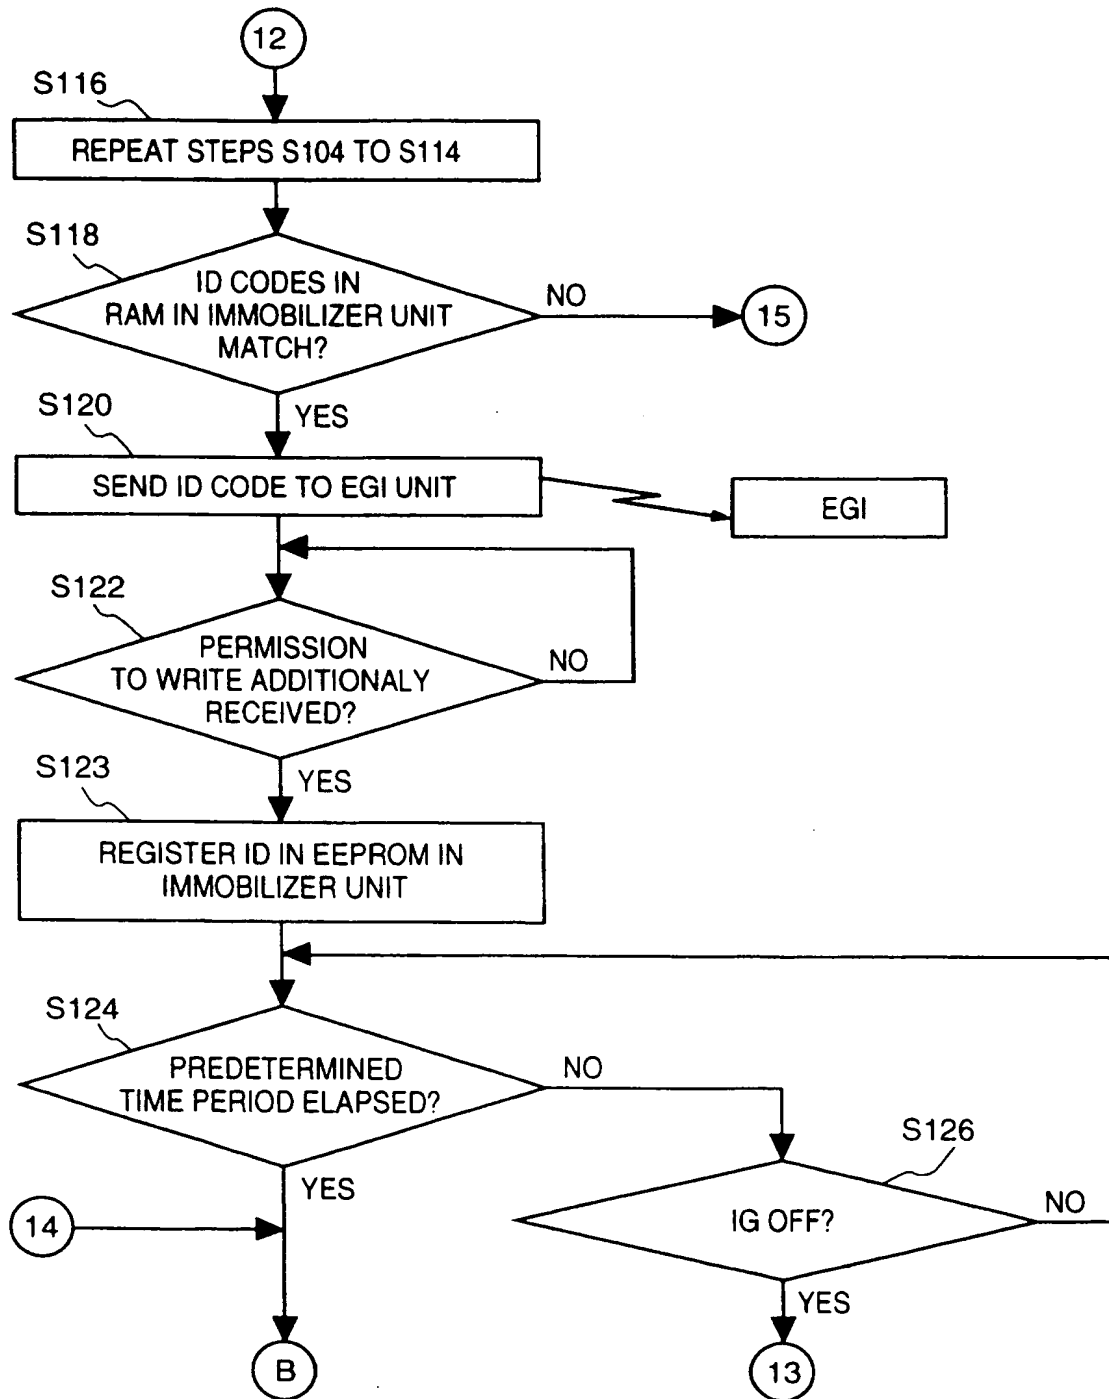 12
S116
REPEAT STEPS S104 TO S114
S118
ID CODES IN
RAM IN IMMOBILIZER UNIT
MATCH?
NO
15
YES
S120
SEND ID CODE TO EGI UNIT
EGI
S122
PERMISSION
TO WRITE ADDITIONALY
RECEIVED?
NO
YES
S123
REGISTER ID IN EEPROM IN
IMMOBILIZER UNIT
S124
PREDETERMINED
TIME PERIOD ELAPSED?
NO
S126
IG OFF?
NO
YES
14
YES
B
13